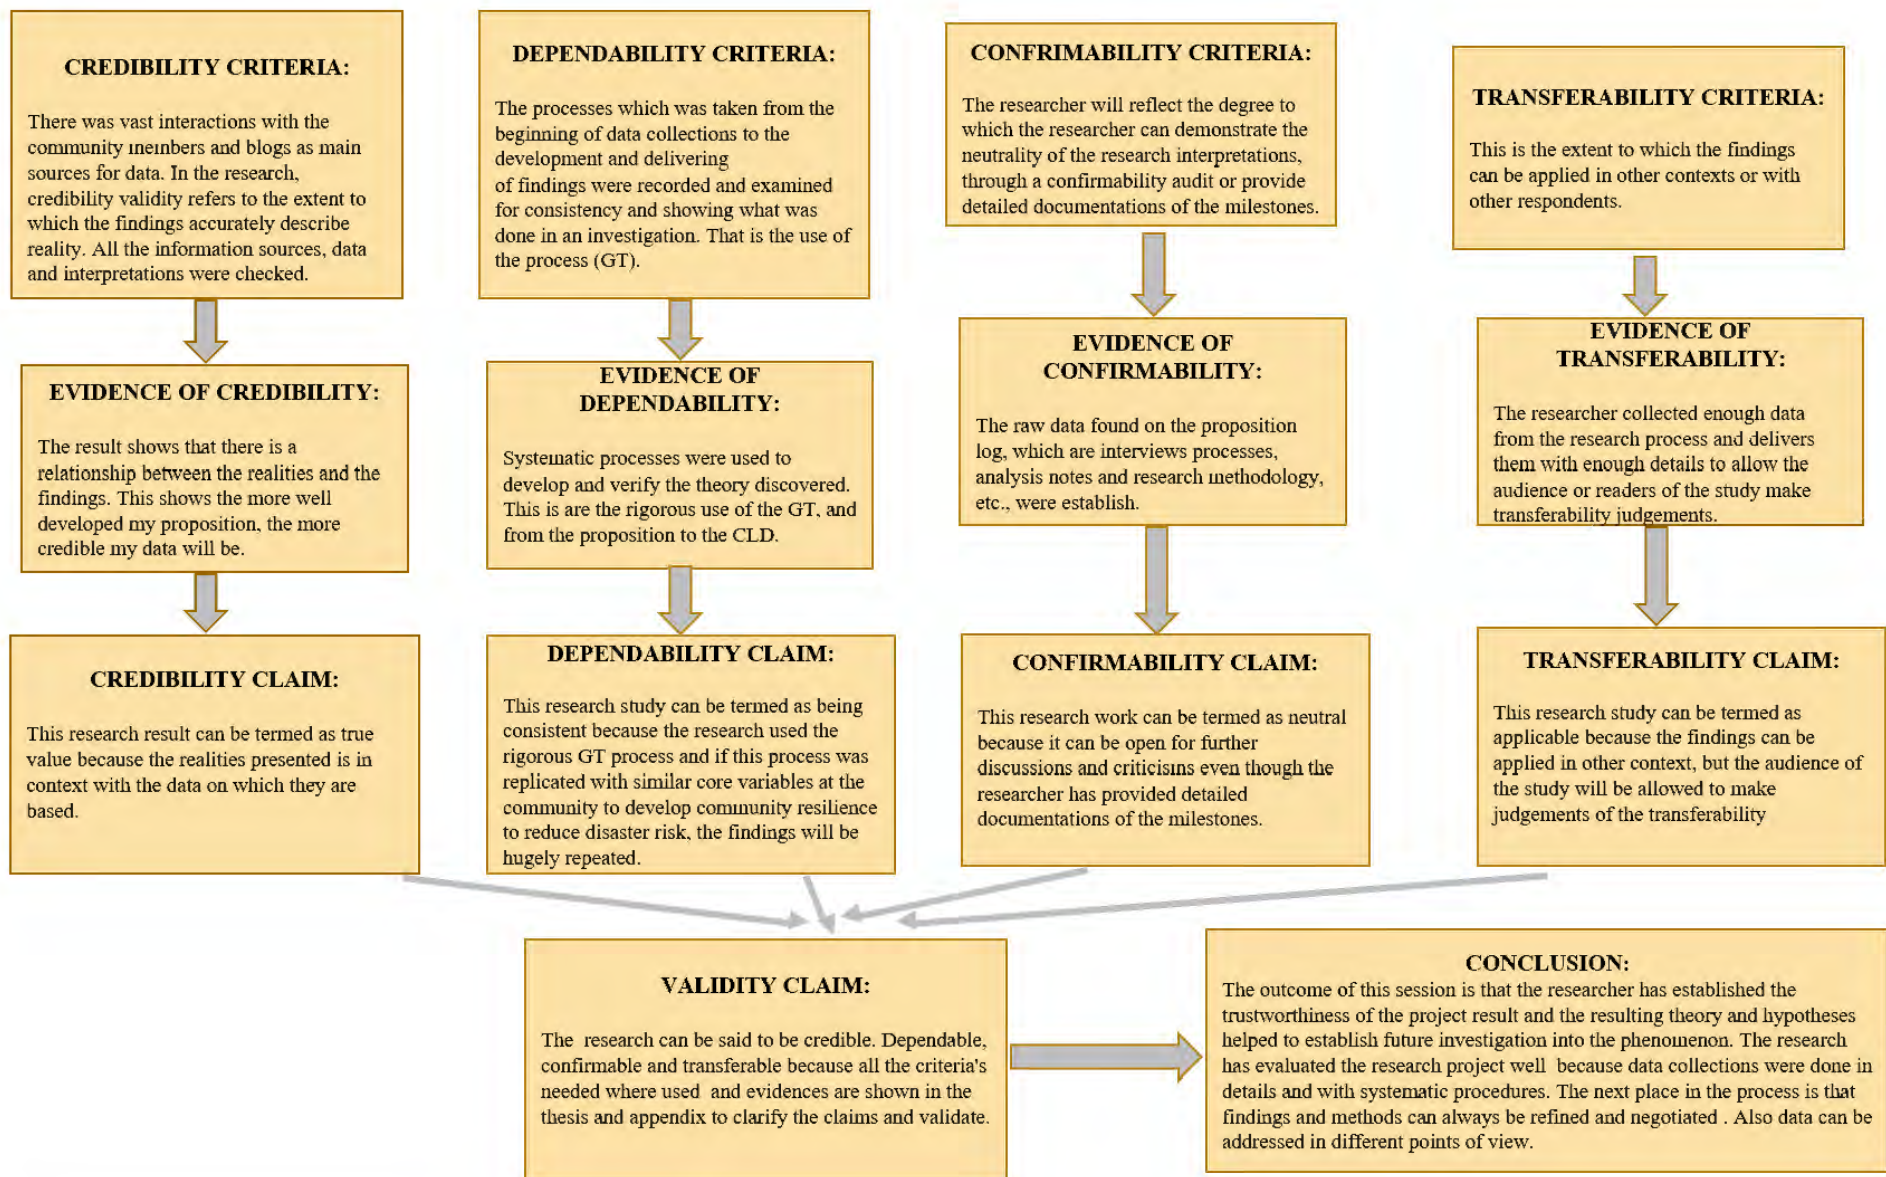 CREDIBILITY CRITERIA:
There was vast interactions with the
community members and blogs as main
sources for data. In the research,
credibility validity refers to the extent to
which the findings accurately describe
reality. All the information sources, data
and interpretations were checked.
DEPENDABILITY CRITERIA:
The processes which was taken from the
beginning of data collections to the
development and delivering
of findings were recorded and examined
for consistency and showing what was
done in an investigation. That is the use of
the process (GT).
CONFRIMABILITY CRITERIA:
The researcher will reflect the degree to
which the researcher can demonstrate the
neutrality of the research interpretations,
through a confirmability audit or provide
detailed documentations of the milestones.
TRANSFERABILITY CRITERIA:
This is the extent to which the findings
can be applied in other contexts or with
other respondents.
EVIDENCE OF CREDIBILITY:
The result shows that there is a
relationship between the realities and the
findings. This shows the more well
developed my proposition, the more
credible my data will be.
EVIDENCE OF
DEPENDABILITY:
Systematic processes were used to
develop and verify the theory discovered.
This is are the rigorous use of the GT, and
from the proposition to the CLD.
EVIDENCE OF
CONFIRMABILITY:
The raw data found on the proposition
log, which are interviews processes,
analysis notes and research methodology,
etc., were establish.
EVIDENCE OF
TRANSFERABILITY:
The researcher collected enough data
from the research process and delivers
them with enough details to allow the
audience or readers of the study make
transferability judgements.
CREDIBILITY CLAIM:
This research result can be termed as true
value because the realities presented is in
context with the data on which they are
based.
DEPENDABILITY CLAIM:
This research study can be termed as being
consistent because the research used the
rigorous GT process and if this process was
replicated with similar core variables at the
community to develop community resilience
to reduce disaster risk, the findings will be
hugely repeated.
CONFIRMABILITY CLAIM:
This research work can be termed as neutral
because it can be open for further
discussions and criticisms even though the
researcher has provided detailed
documentations of the milestones.
TRANSFERABILITY CLAIM:
This research study can be termed as
applicable because the findings can be
applied in other context, but the audience of
the study will be allowed to make
judgements of the transferability
VALIDITY CLAIM:
The research can be said to be credible. Dependable,
confirmable and transferable because all the criteria's
needed where used and evidences are shown in the
thesis and appendix to clarify the claims and validate.
CONCLUSION:
The outcome of this session is that the researcher has established the
trustworthiness of the project result and the resulting theory and hypotheses
helped to establish future investigation into the phenomenon. The research
has evaluated the research project well because data collections were done in
details and with systematic procedures. The next place in the process is that
findings and methods can always be refined and negotiated . Also data can be
addressed in different points of view.